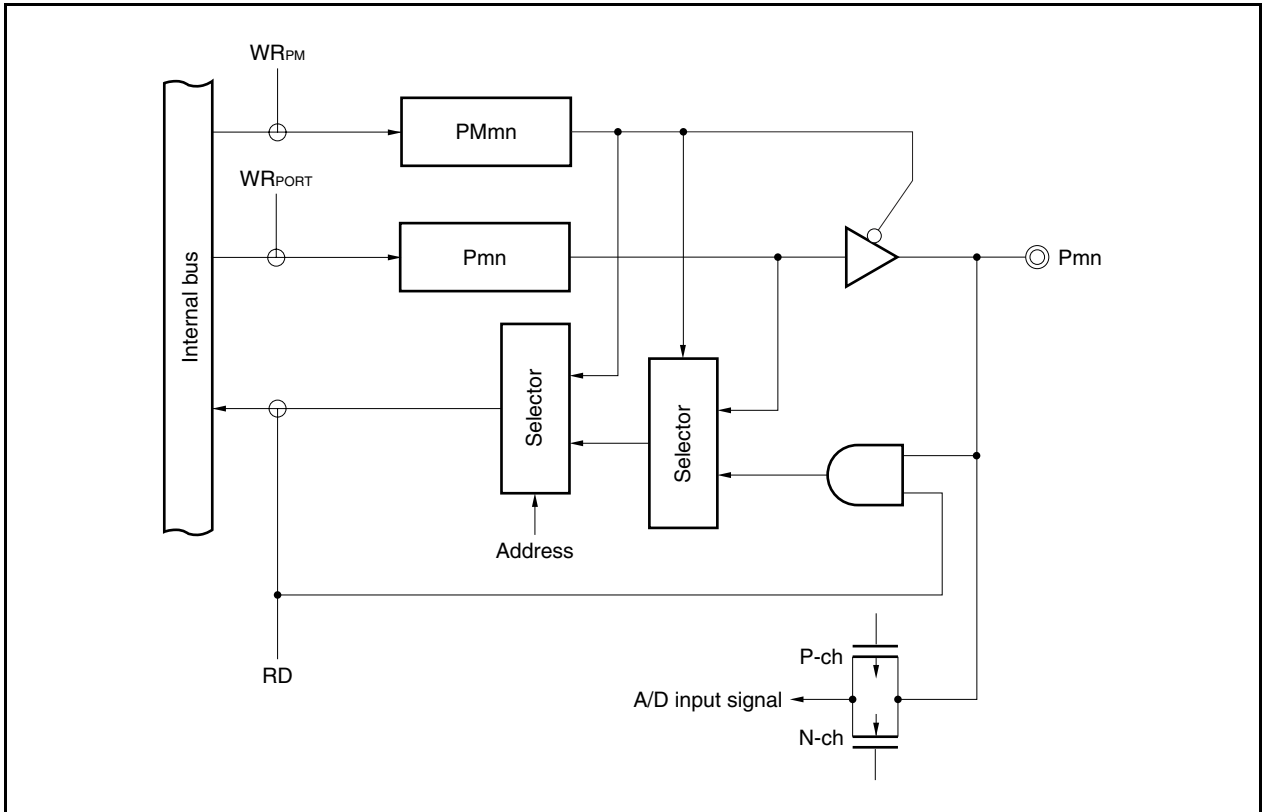 WRPM
PMmn
WRPORT
Pmn
Pmn
Internal bus
Selector
Selector
Address
RD
P-ch
A/D input signal
N-ch